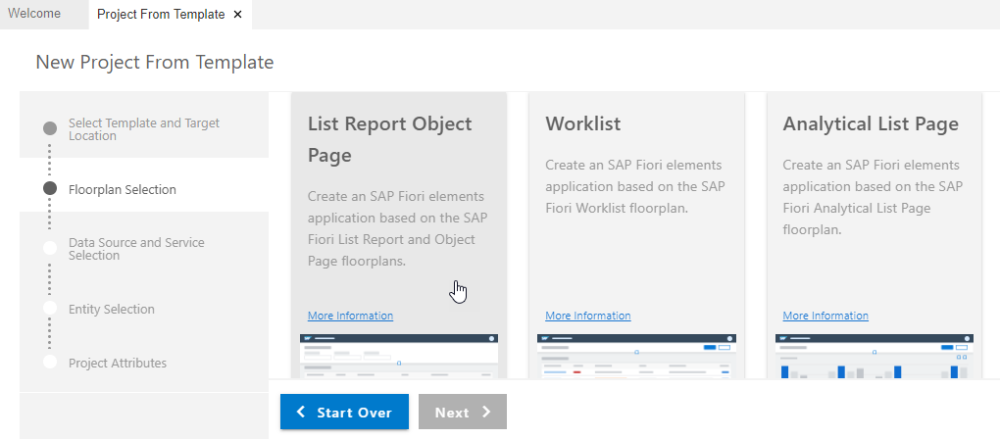 Welcome
Project From Template ×
New Project From Template
Select Template and Target
Location
Floorplan Selection
Data Source and Service
Selection
Entity Selection
Project Attributes
List Report Object
Page
Create an SAP Fiori elements
application based on the SAP
Fiori List Report and Object
Page floorplans.
More Information
SAP
Worklist
Create an SAP Fiori elements
application based on the SAP
Fiori Worklist floorplan.
More Information
SAP
Analytical List Page
Create an SAP Fiori elements
application based on the SAP
Fiori Analytical List Page
floorplan.
More Information
SAP
Start Over
Next